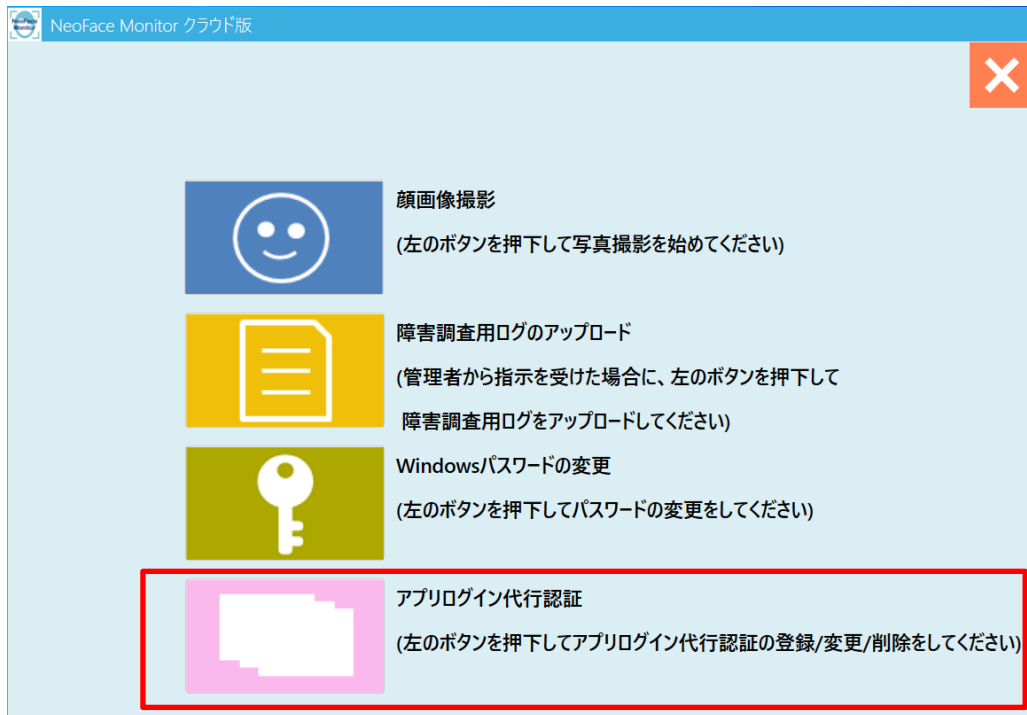 NeoFace Monitor
NeoFace Monitor クラウド版
顔画像撮影
(左のボタンを押下して写真撮影を始めてください)
障害調査用ログのアップロード
(管理者から指示を受けた場合に、左のボタンを押下して
障害調査用ログをアップロードしてください)
Windowsパスワードの変更
(左のボタンを押下してパスワードの変更をしてください)
アプリログイン代行認証
(左のボタンを押下してアプリログイン代行認証の登録/変更/削除をしてください)